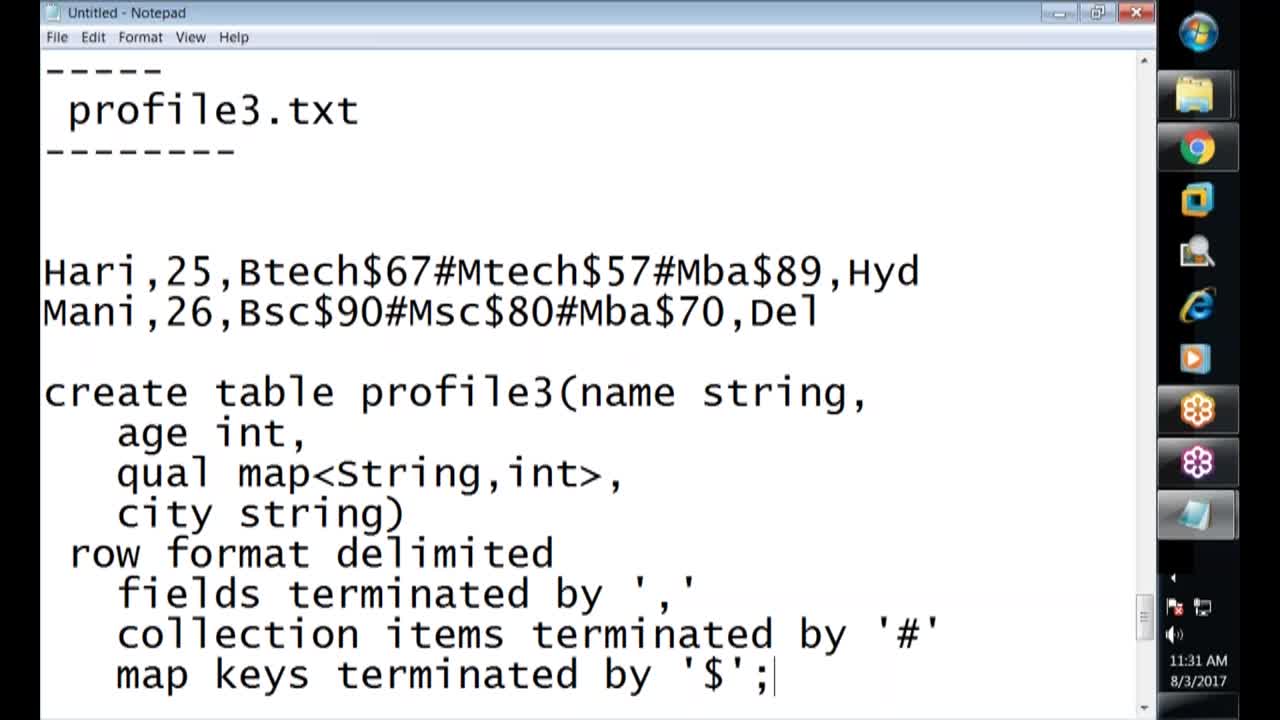 Untitled - Notepad
File Edit Format View Help
-----
profile3.txt
--------
Hari,25,Btech$67#Mtech$57#Mba$89,Hyd
Mani,26,Bsc$90#Msc$80#Mba$70,Del
create table profile3(name string,
age int,
qual map<String,int>,
city string)
row format delimited
fields terminated by ','
collection items terminated by '#'
map keys terminated by '$';
11:31 AM
8/3/2017